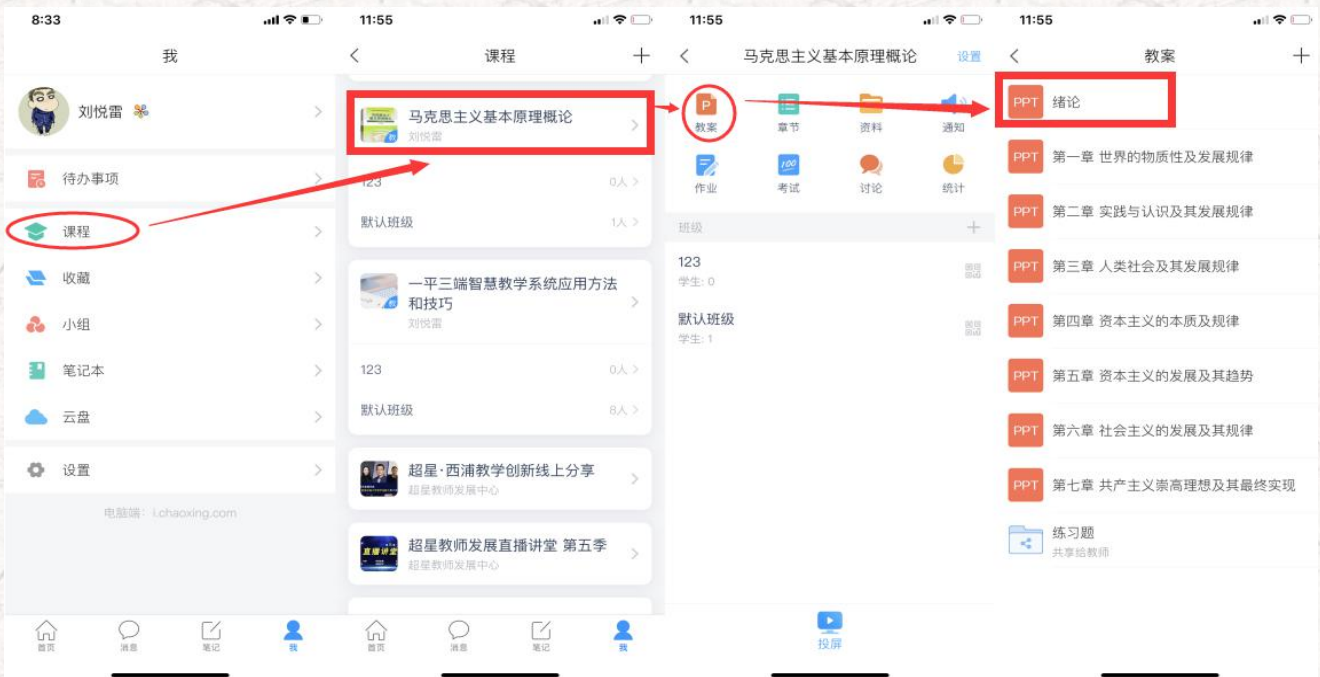 8:33
我
刘悦雷
待办事项
课程
收藏
小组
笔记本
云盘
设置
电脑端: i.chaoxing.com
首页
消息
笔记
我
11:55
课程
马克思主义基本原理概论
刘悦雷
123
0人
默认班级
1人
一平三端智慧教学系统应用方法
和技巧
刘悦雷
123
0人
默认班级
8人
超星·西浦教学创新线上分享
超星教师发展中心
直播讲堂
超星教师发展直播讲堂 第五季
超星教师发展中心
首页
消息
笔记
我
11:55
马克思主义基本原理概论
设置
P
教案
章节
资料
通知
作业
100
考试
讨论
统计
班级
123
学生: 0
默认班级
学生: 1
投屏
11:55
教案
PPT 绪论
PPT 第一章 世界的物质性及发展规律
PPT 第二章 实践与认识及其发展规律
PPT 第三章 人类社会及其发展规律
PPT 第四章 资本主义的本质及规律
PPT 第五章 资本主义的发展及其趋势
PPT 第六章 社会主义的发展及其规律
PPT 第七章 共产主义崇高理想及其最终实现
练习题
共享给教师